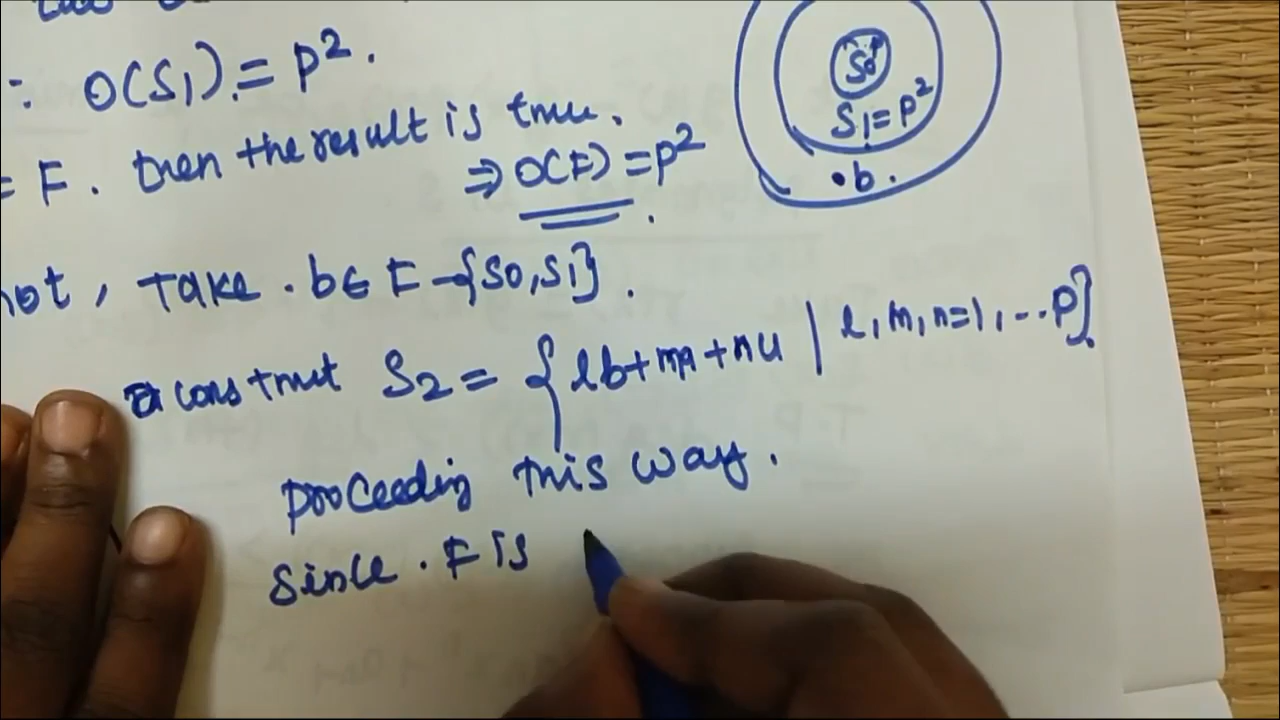 ∴ O(S1) = P².
= F. then the result is true.
⇒ O(F) = P²
not, Take. b∈ F -{S0,S1}.
construct S2 = {lb+mA+nu | l,m,n=1,...P}.
proceeding this way.
Since. F is
S0
S1=P²
•b.